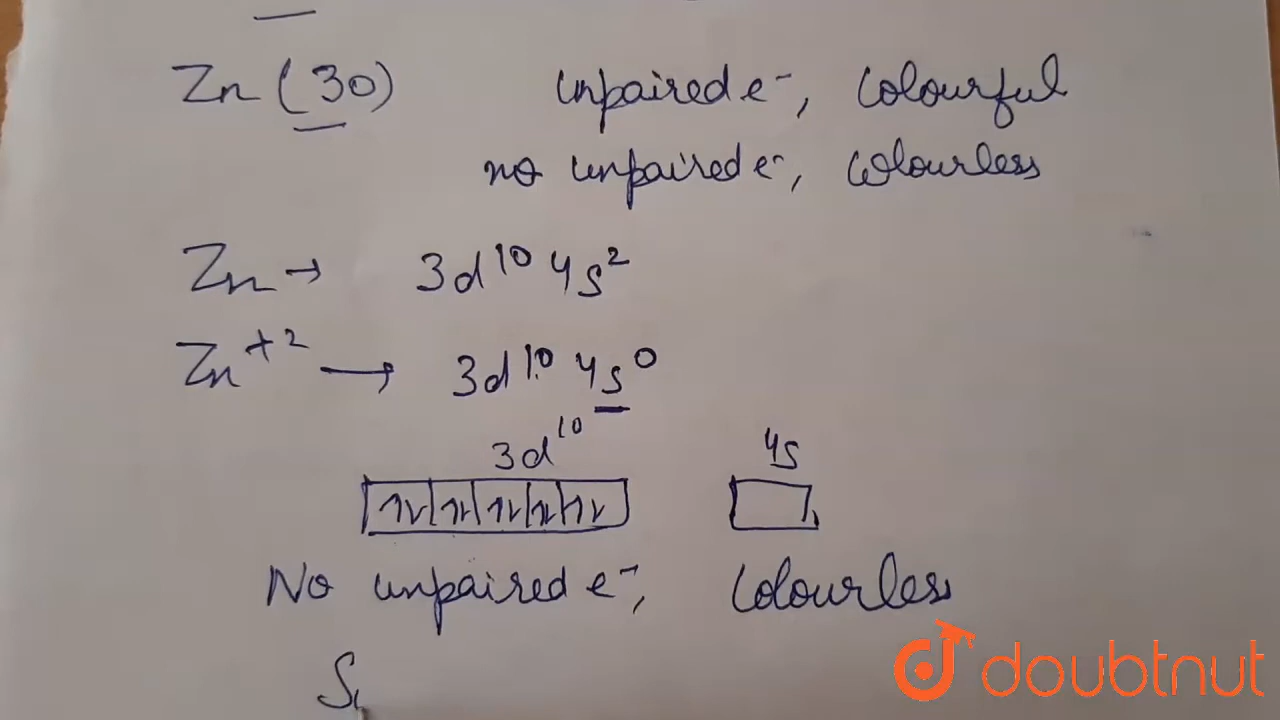 Zn (30) unpaired e⁻, Colourful
no unpaired e⁻, Colourless
Zn → 3d¹⁰ 4s²
Zn⁺² → 3d¹⁰ 4s⁰
3d¹⁰ 4s
No unpaired e⁻, Colourless
doubtnut